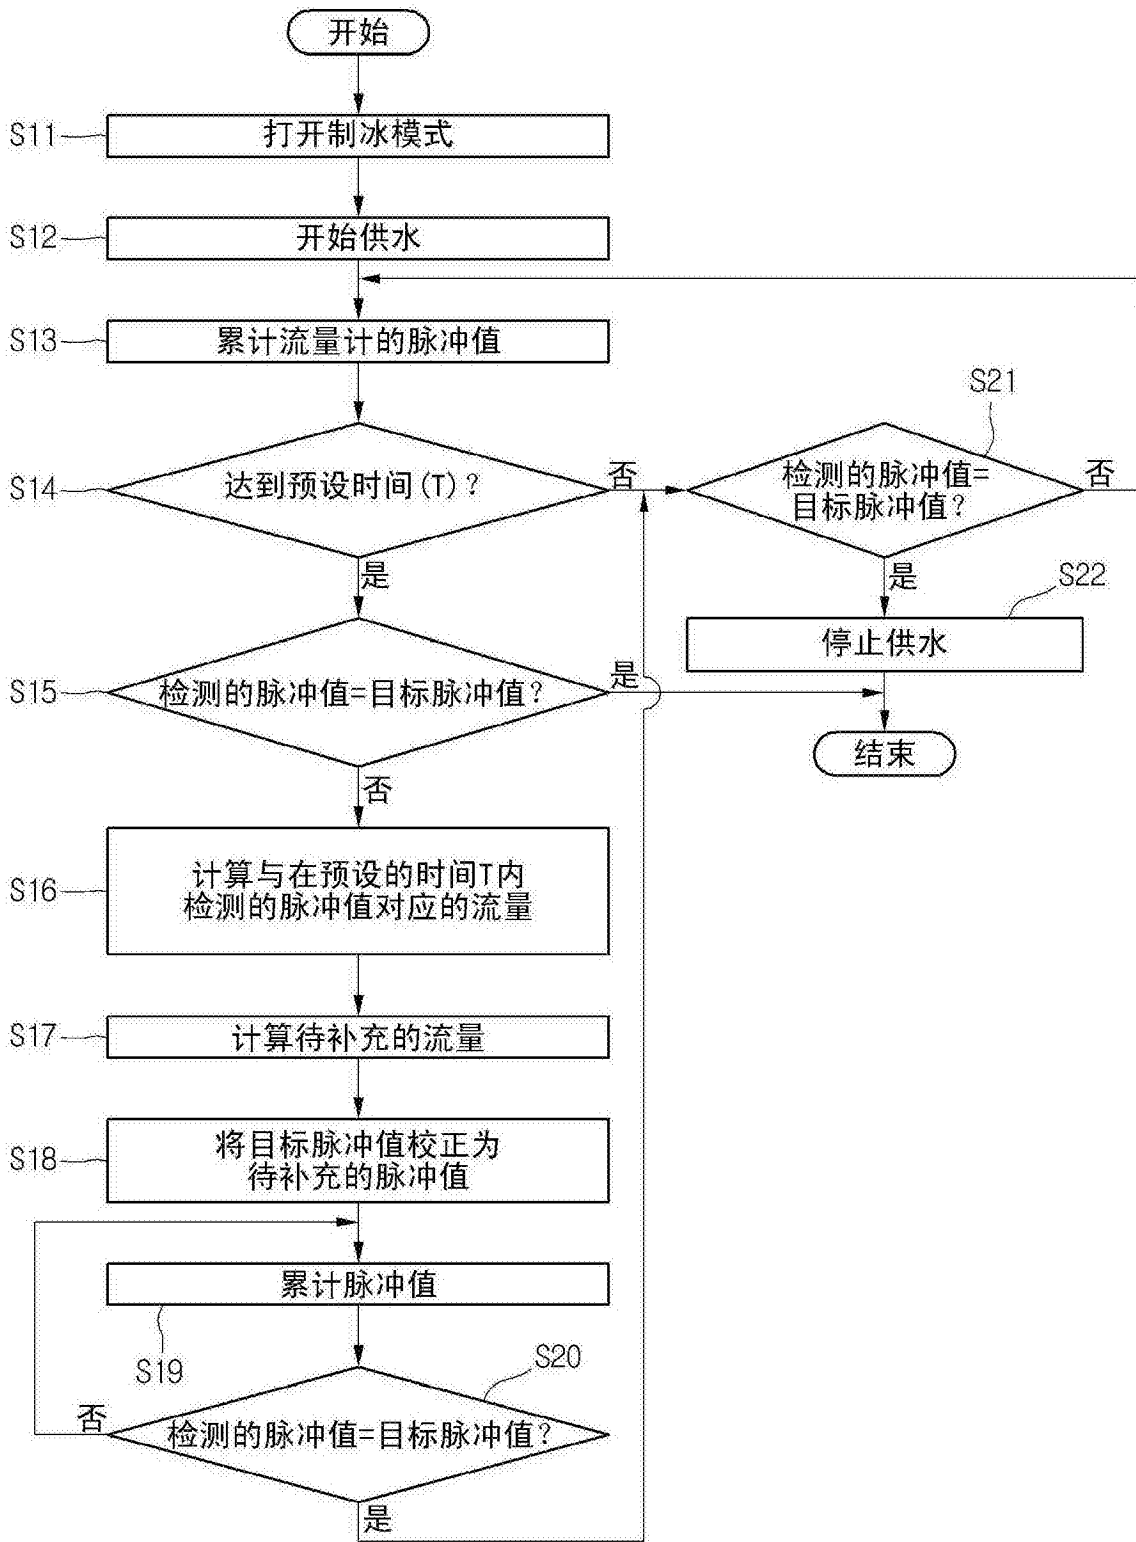 开始
S11
打开制冰模式
S12
开始供水
S13
累计流量计的脉冲值
S14
达到预设时间(T)?
否
是
S21
检测的脉冲值=
目标脉冲值?
否
是
S22
停止供水
结束
S15
检测的脉冲值=目标脉冲值?
是
否
S16
计算与在预设的时间T内
检测的脉冲值对应的流量
S17
计算待补充的流量
S18
将目标脉冲值校正为
待补充的脉冲值
累计脉冲值
S19
S20
检测的脉冲值=目标脉冲值?
否
是